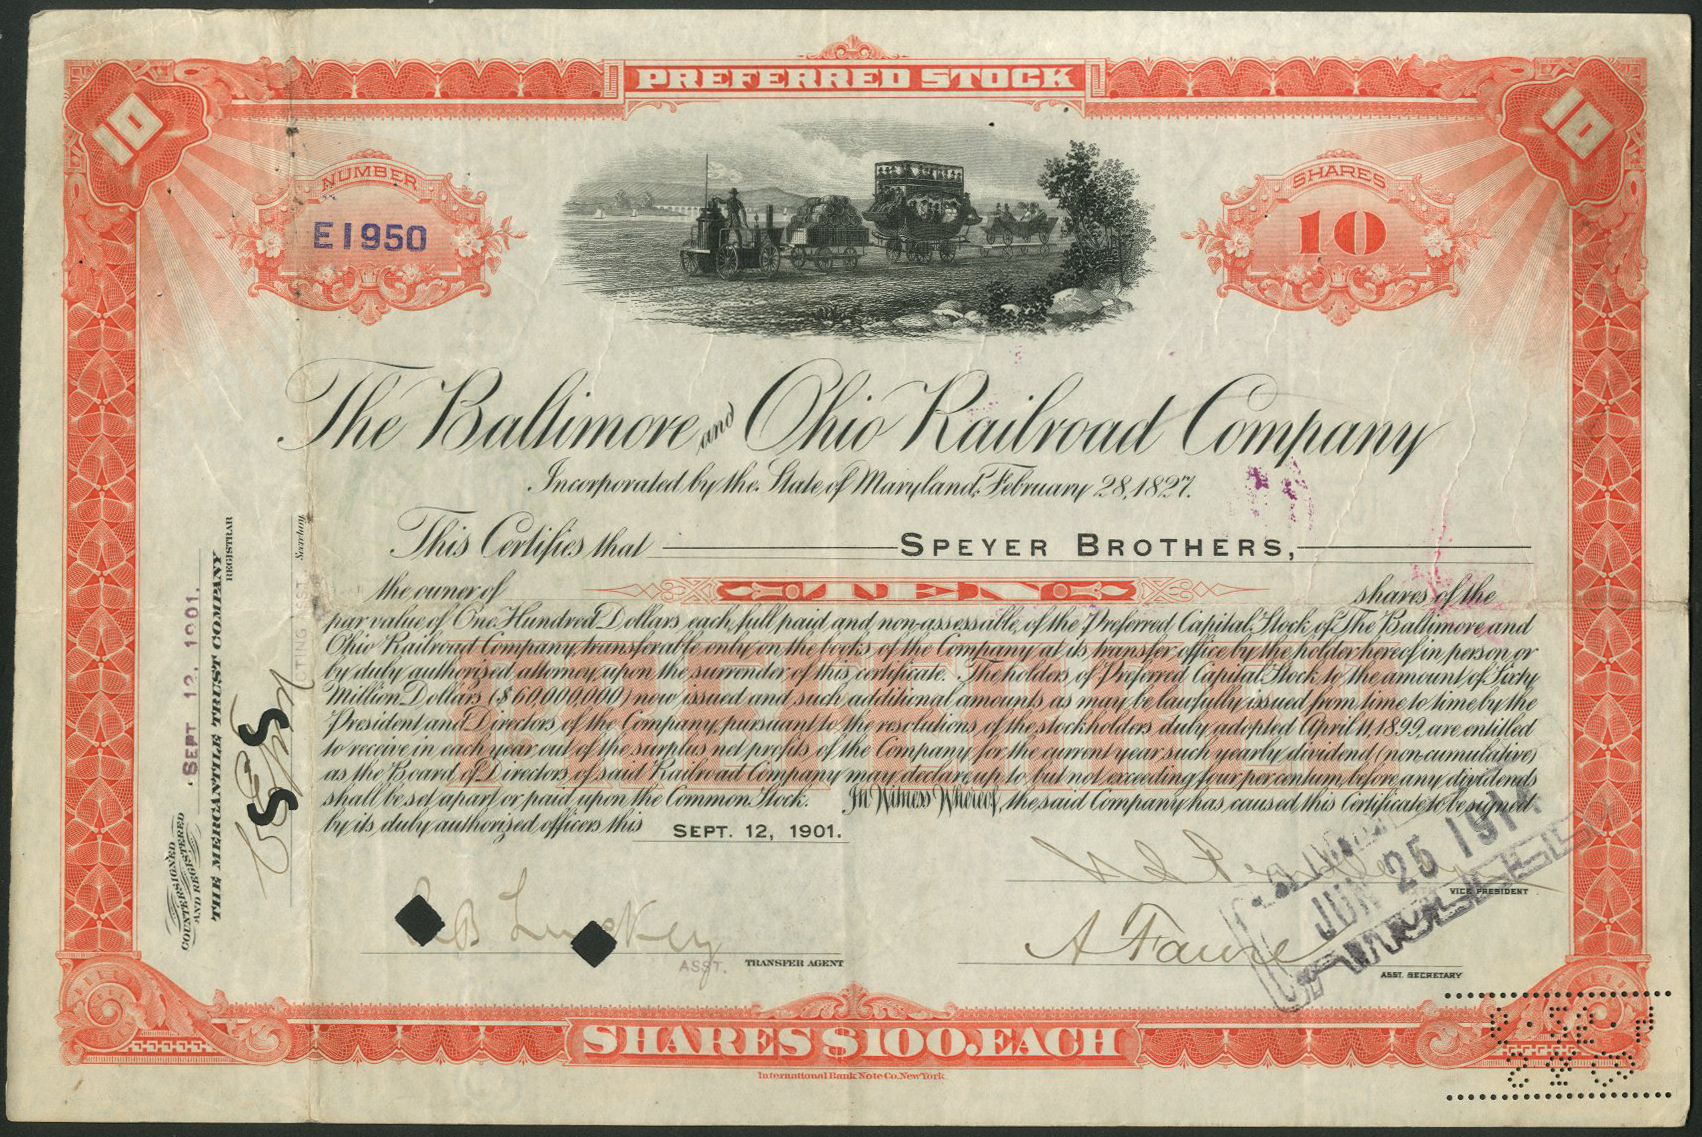 PREFERRED STOCK
10
10
NUMBER
E1950
SHARES
10
The Baltimore and Ohio Railroad Company
Incorporated by the State of Maryland, February 28, 1827.
This Certifies that SPEYER BROTHERS,
the owner of TEN shares of the
par value of One Hundred Dollars each, full paid and non-assessable, of the Preferred Capital Stock of The Baltimore and
Ohio Railroad Company, transferable only on the books of the Company at its transfer office by the holder hereof in person or
by duly authorized attorney upon the surrender of this certificate. The holders of Preferred Capital Stock to the amount of Sixty
Million Dollars ($60,000,000) now issued and such additional amounts as may be lawfully issued from time to time by the
President and Directors of the Company pursuant to the resolutions of the stockholders duly adopted April 11, 1899, are entitled
to receive in each year out of the surplus net profits of the Company for the current year such yearly dividend (non-cumulative)
as the Board of Directors of said Railroad Company may declare up to but not exceeding four per centum, before any dividends
shall be set apart or paid upon the Common Stock. In Witness Whereof, the said Company has caused this Certificate to be signed
by its duly authorized officers this SEPT. 12, 1901.
VICE PRESIDENT
ASST. TRANSFER AGENT
ASST. SECRETARY
JUN 25 191
COUNTERSIGNED
AND REGISTERED
SEPT 12. 1901.
THE MERCANTILE TRUST COMPANY
REGISTRAR
Secretary
SHARES $100. EACH
International Bank Note Co. New York.